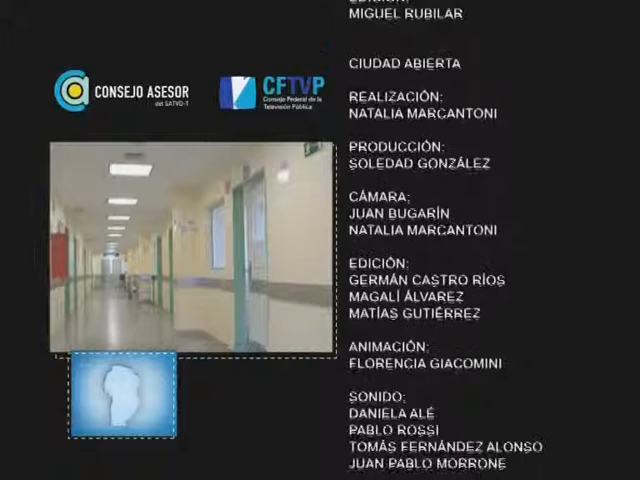 MIGUEL RUBILAR
CIUDAD ABIERTA
CONSEJO ASESOR
del SATVD-T
CFTVP
Consejo Federal de la
Televisión Pública
REALIZACIÓN:
NATALIA MARCANTONI
PRODUCCIÓN:
SOLEDAD GONZÁLEZ
CÁMARA:
JUAN BUGARÍN
NATALIA MARCANTONI
EDICIÓN:
GERMÁN CASTRO RÍOS
MAGALÍ ÁLVAREZ
MATÍAS GUTIÉRREZ
ANIMACIÓN:
FLORENCIA GIACOMINI
SONIDO:
DANIELA ALÉ
PABLO ROSSI
TOMÁS FERNÁNDEZ ALONSO
JUAN PABLO MORRONE